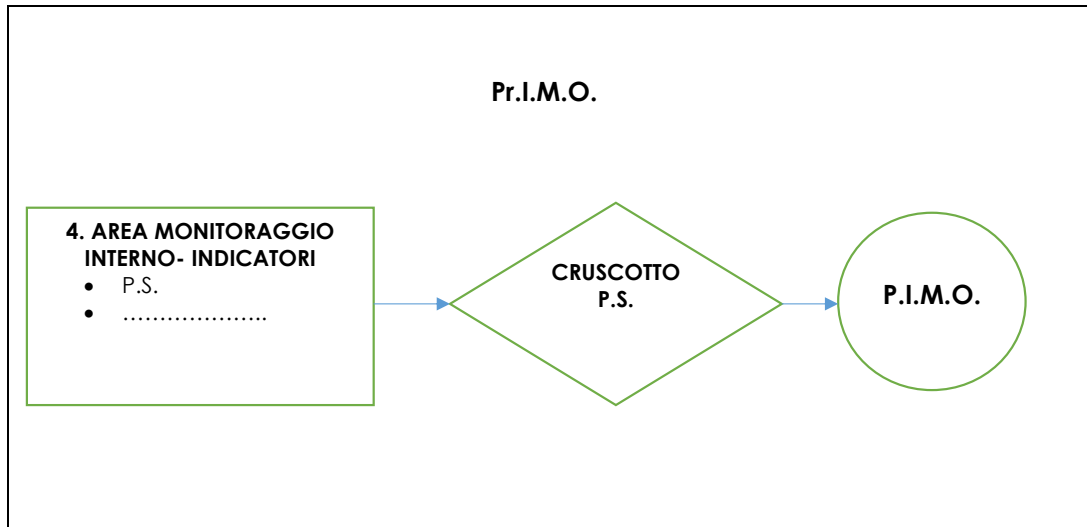 Pr.I.M.O.
4. AREA MONITORAGGIO
INTERNO- INDICATORI
• P.S.
• ………………..
CRUSCOTTO
P.S.
P.I.M.O.